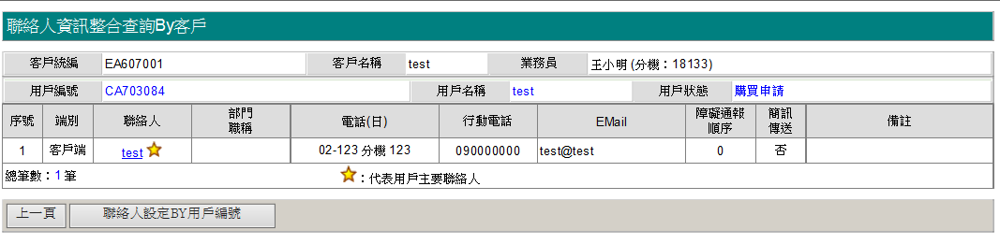 聯絡人資訊整合查詢By客戶
客戶統編 EA607001 客戶名稱 test 業務員 王小明 (分機：18133)
用戶編號 CA703084 用戶名稱 test 用戶狀態 購買申請
序號 端別 聯絡人 部門 電話(日) 行動電話 EMail 障礙通報 簡訊 備註
職稱 順序 傳送
1 客戶端 test 02-123 分機 123 090000000 test@test 0 否
總筆數：1 筆 ：代表用戶主要聯絡人
上一頁 聯絡人設定BY用戶編號